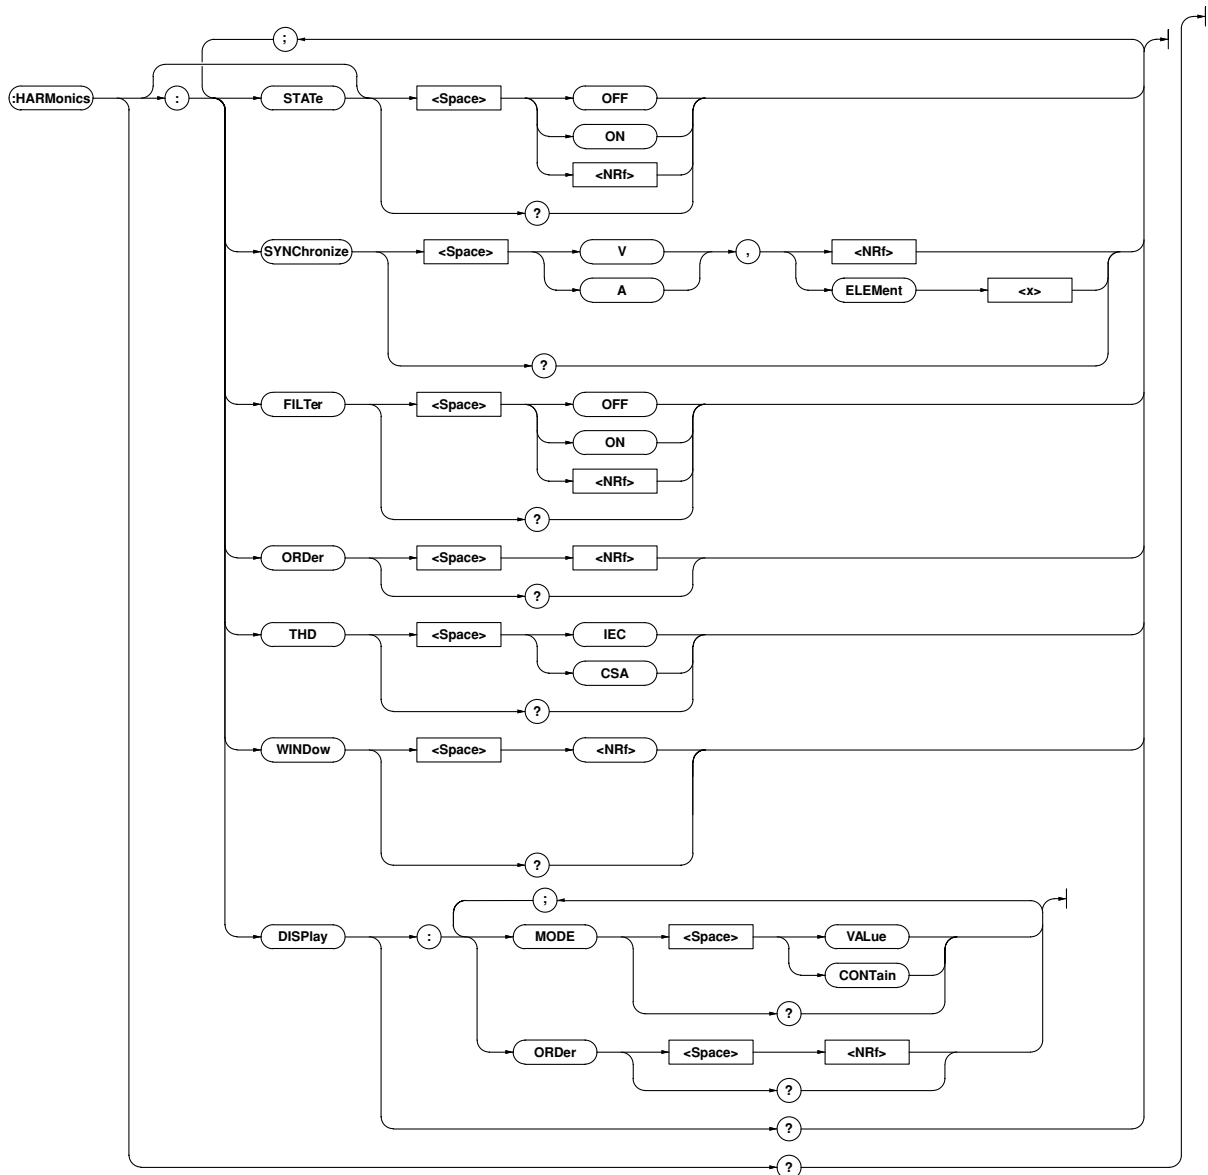 ;
:HARMonics : STATe <Space> OFF
ON
<NRf>
?
SYNChronize <Space> V , <NRf>
A ELEMent <x>
?
FILTer <Space> OFF
ON
<NRf>
?
ORDer <Space> <NRf>
?
THD <Space> IEC
CSA
?
WINDow <Space> <NRf>
?
;
DISPlay : MODE <Space> VALue
CONTain
?
ORDer <Space> <NRf>
?
?
?